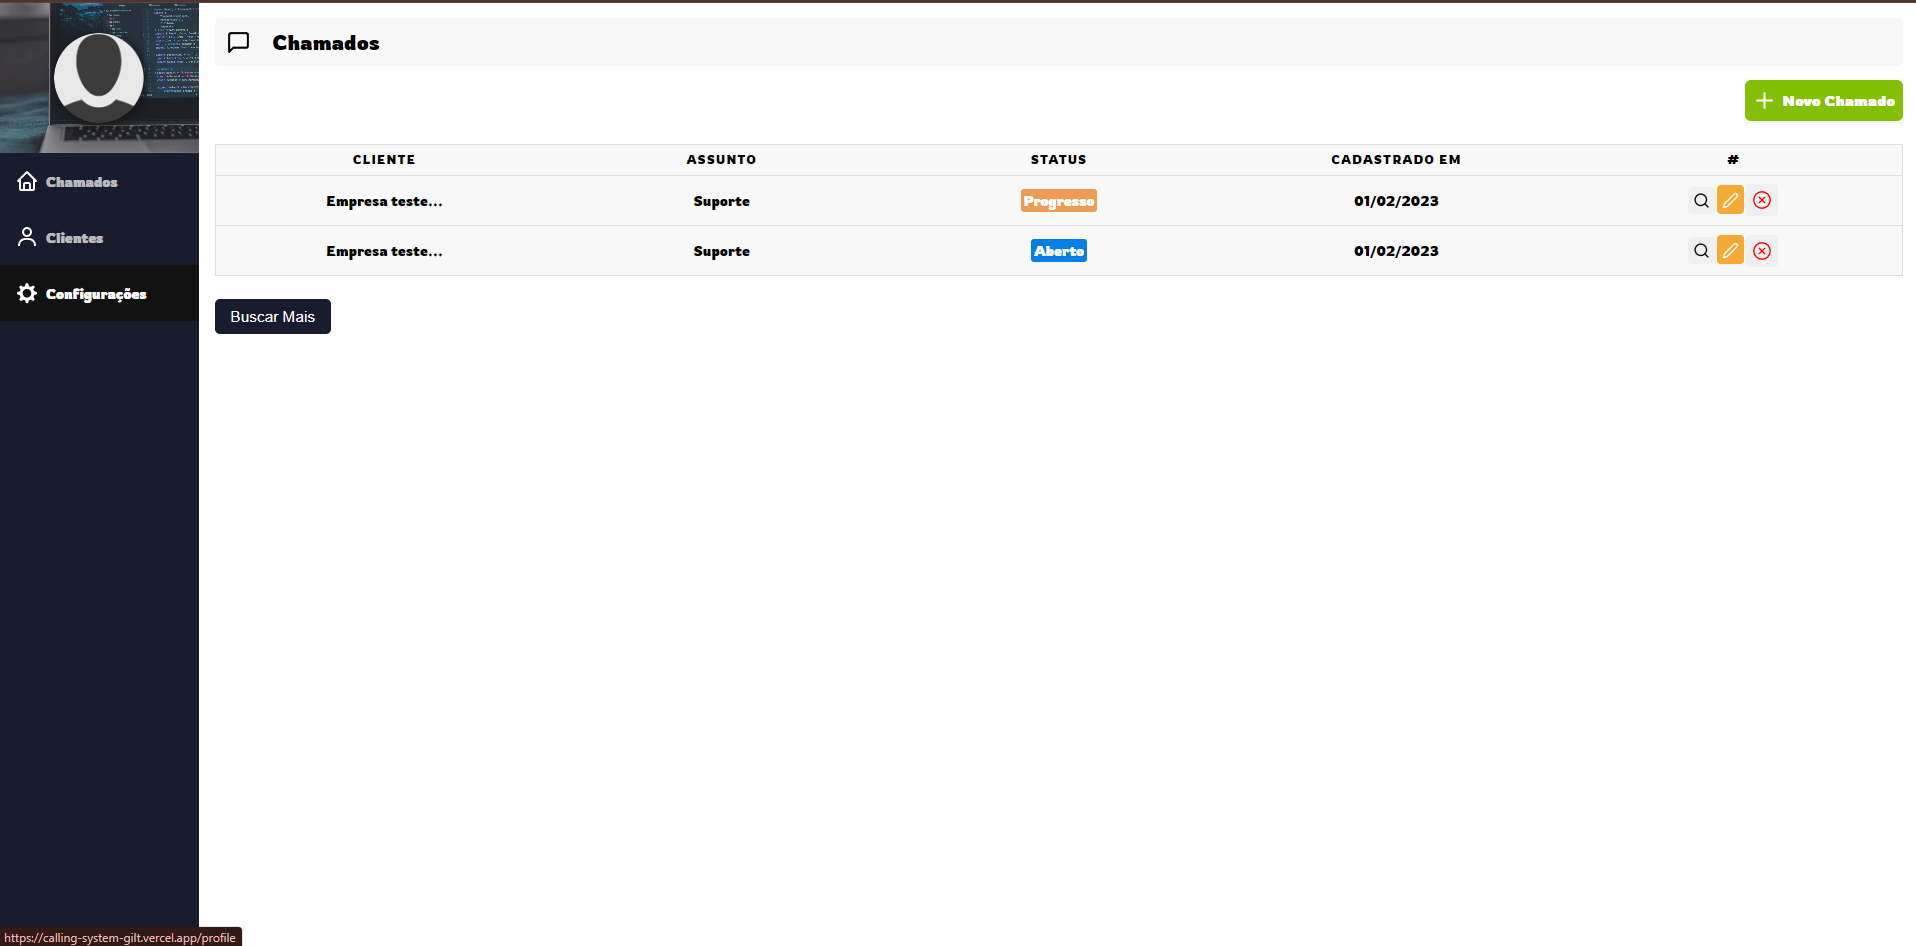 Chamados
Novo Chamado
Chamados
Clientes
Configurações
CLIENTE ASSUNTO STATUS CADASTRADO EM #
Empresa teste... Suporte Progresso 01/02/2023
Empresa teste... Suporte Aberto 01/02/2023
Buscar Mais
https://calling-system-gilt.vercel.app/profile